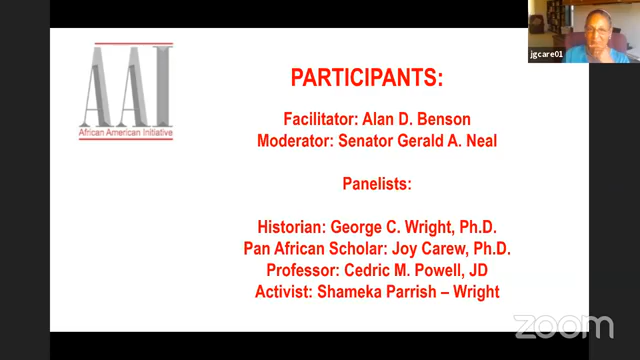 AAI
African American Initiative
PARTICIPANTS:
Facilitator: Alan D. Benson
Moderator: Senator Gerald A. Neal
Panelists:
Historian: George C. Wright, Ph.D.
Pan African Scholar: Joy Carew, Ph.D.
Professor: Cedric M. Powell, JD
Activist: Shameka Parrish – Wright
jgcare01
zoom